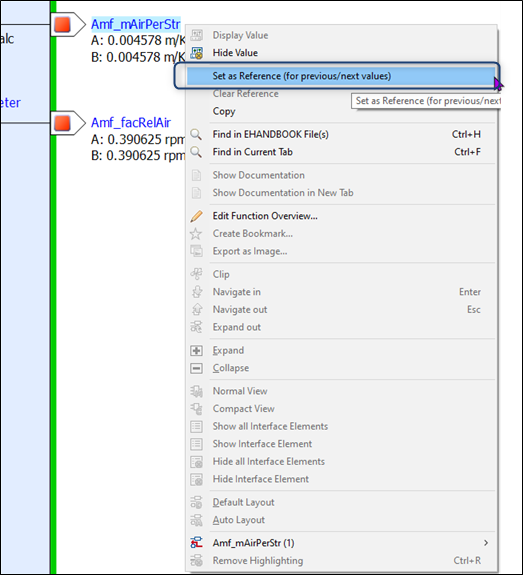 Amf_mAirPerStr
alc
A: 0.004578 m/K
B: 0.004578 m/K
eter
Amf_facRelAir
A: 0.390625 rpm
B: 0.390625 rpm
Display Value
Hide Value
Set as Reference (for previous/next values)
Clear Reference
Set as Reference (for previous/next
Copy
Find in EHANDBOOK File(s) Ctrl+H
Find in Current Tab Ctrl+F
Show Documentation
Show Documentation in New Tab
Edit Function Overview...
Create Bookmark...
Export as Image...
Clip
Navigate in Enter
Navigate out Esc
Expand out
Expand
Collapse
Normal View
Compact View
Show all Interface Elements
Show Interface Element
Hide all Interface Elements
Hide Interface Element
Default Layout
Auto Layout
Amf_mAirPerStr (1)
Remove Highlighting Ctrl+R